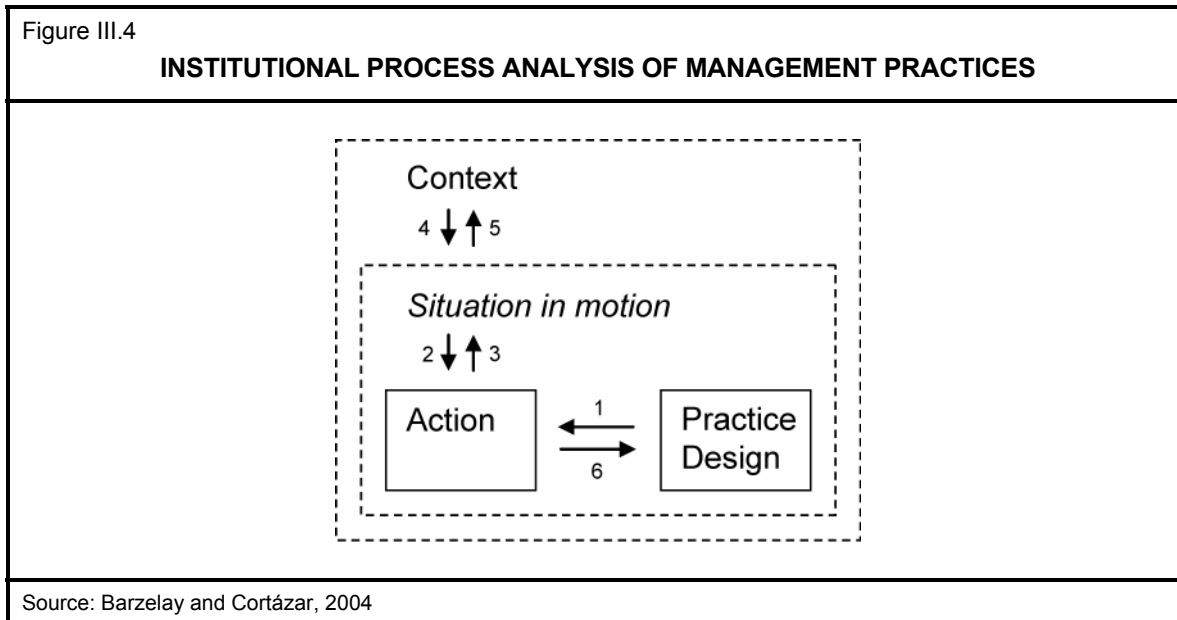 Figure III.4
INSTITUTIONAL PROCESS ANALYSIS OF MANAGEMENT PRACTICES
Context
4 5
Situation in motion
2 3
Action
1
6
Practice
Design
Source: Barzelay and Cortázar, 2004